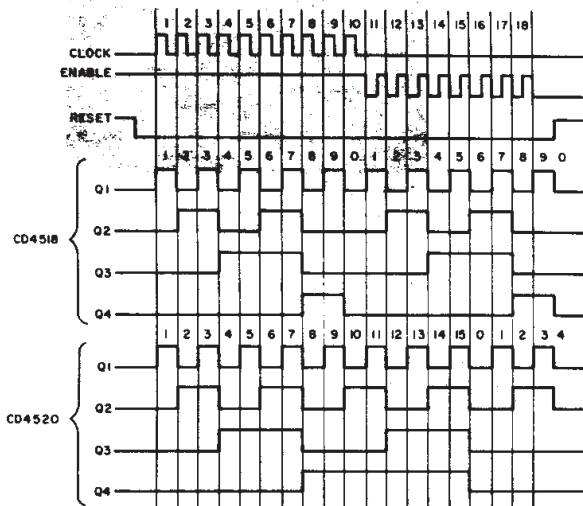 1 2 3 4 5 6 7 8 9 10 11 12 13 14 15 16 17 18
CLOCK
ENABLE
RESET
1 2 3 4 5 6 7 8 9 0 1 2 3 4 5 6 7 8 9 0
Q1
Q2
CD4518
Q3
Q4
1 2 3 4 5 6 7 8 9 10 11 12 13 14 15 0 1 2 3 4
Q1
Q2
CD4520
Q3
Q4